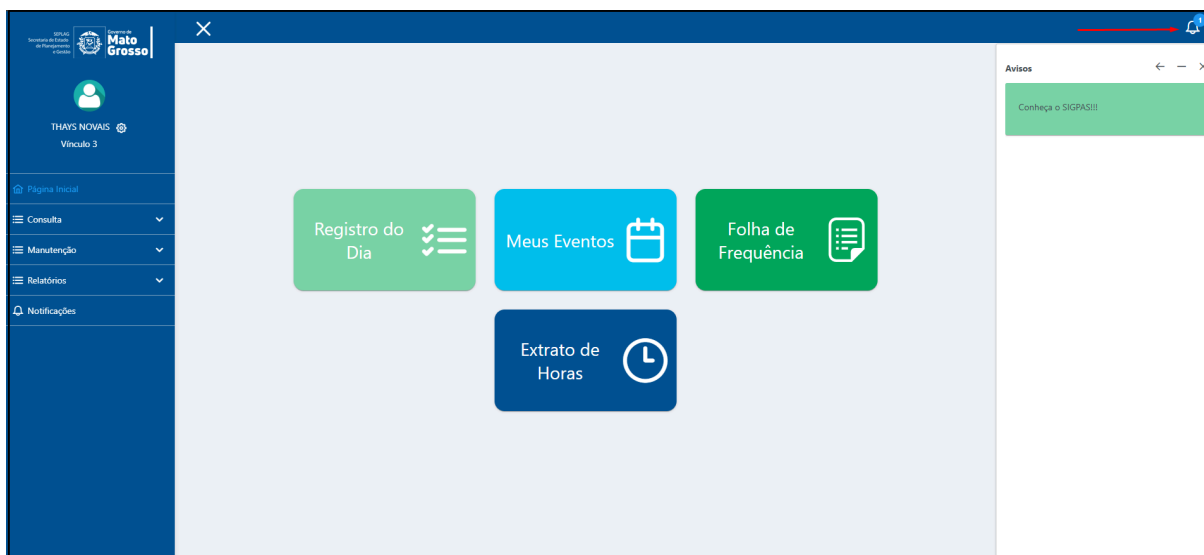 SEPLAG
Secretaria de Estado
de Planejamento
e Gestão
Governo de
Mato
Grosso
1
THAYS NOVAIS
Vínculo 3
Página Inicial
Consulta
Manutenção
Relatórios
Notificações
Registro do
Dia
Meus Eventos
Folha de
Frequência
Extrato de
Horas
Avisos
Conheça o SIGPAS!!!